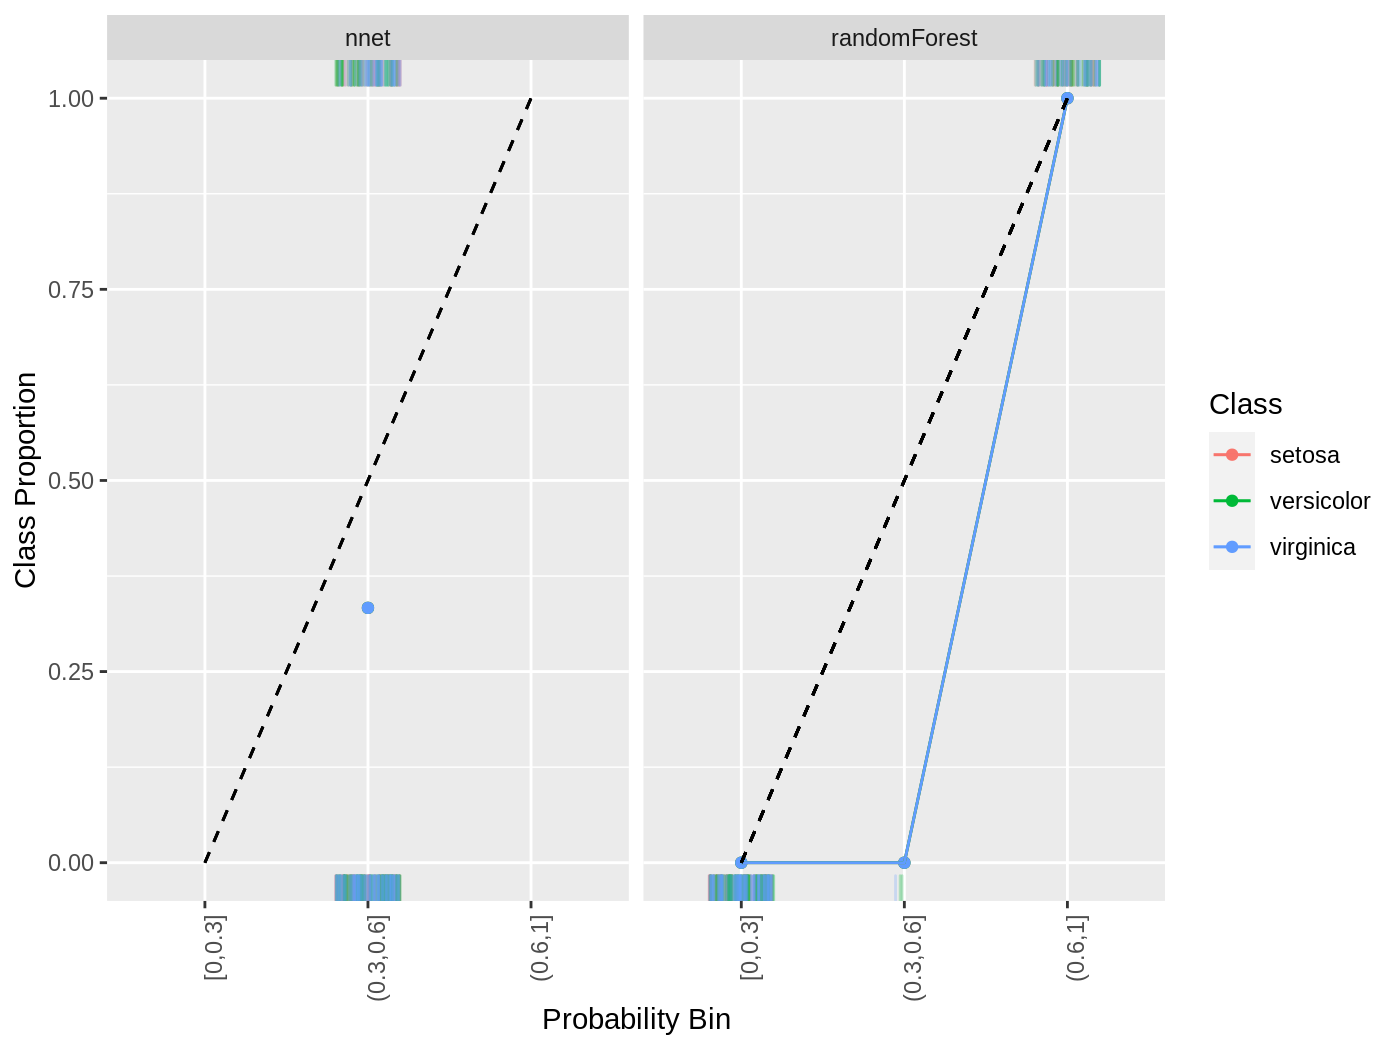 nnet
randomForest
1.00
0.75
0.50
0.25
0.00
Class Proportion
[0,0.3]
(0.3,0.6]
(0.6,1]
[0,0.3]
(0.3,0.6]
(0.6,1]
Probability Bin
Class
setosa
versicolor
virginica